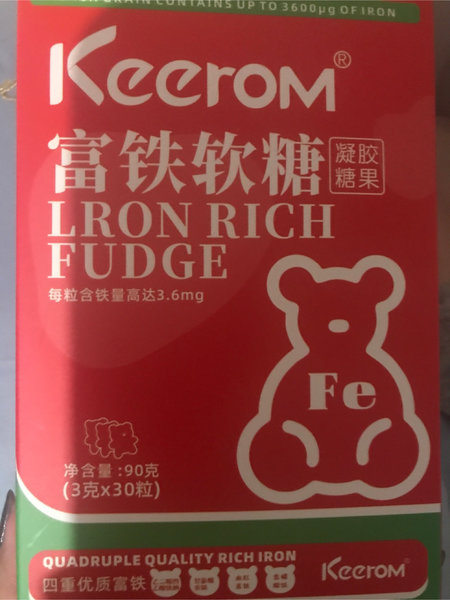 GRAIN CONTAINS UP TO 3600μg OF IRON
KeeroM®
富铁软糖
凝胶
糖果
LRON RICH
FUDGE
每粒含铁量高达3.6mg
Fe
净含量:90克
(3克x30粒)
QUADRUPLE QUALITY RICH IRON
四重优质富铁
KeeroM